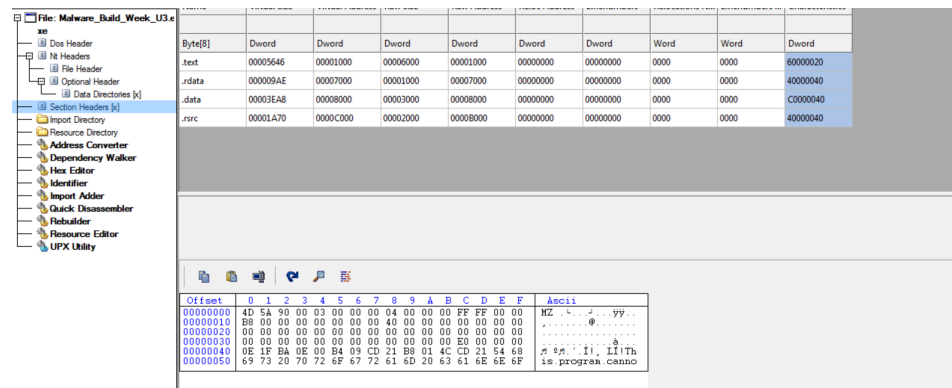 File: Malware_Build_Week_U3.e
xe
Dos Header
Nt Headers
File Header
Optional Header
Data Directories [x]
Section Headers [x]
Import Directory
Resource Directory
Address Converter
Dependency Walker
Hex Editor
Identifier
Import Adder
Quick Disassembler
Rebuilder
Resource Editor
UPX Utility
Byte[8] Dword Dword Dword Dword Dword Dword Word Word Dword
.text 00005646 00001000 00006000 00001000 00000000 00000000 0000 0000 60000020
.rdata 000009AE 00007000 00001000 00007000 00000000 00000000 0000 0000 40000040
.data 00003EA8 00008000 00003000 00008000 00000000 00000000 0000 0000 C0000040
.rsrc 00001A70 0000C000 00002000 0000B000 00000000 00000000 0000 0000 40000040
Offset 0 1 2 3 4 5 6 7 8 9 A B C D E F Ascii
00000000 4D 5A 90 00 03 00 00 00 04 00 00 00 FF FF 00 00 MZ
00000010 B8 00 00 00 00 00 00 00 40 00 00 00 00 00 00 00 ¸.......@.......
00000020 00 00 00 00 00 00 00 00 00 00 00 00 00 00 00 00 ................
00000030 00 00 00 00 00 00 00 00 00 00 00 00 E0 00 00 00 ............à...
00000040 0E 1F BA 0E 00 B4 09 CD 21 B8 01 4C CD 21 54 68 LÍ!Th
00000050 69 73 20 70 72 6F 67 72 61 6D 20 63 61 6E 6E 6F is.program.canno